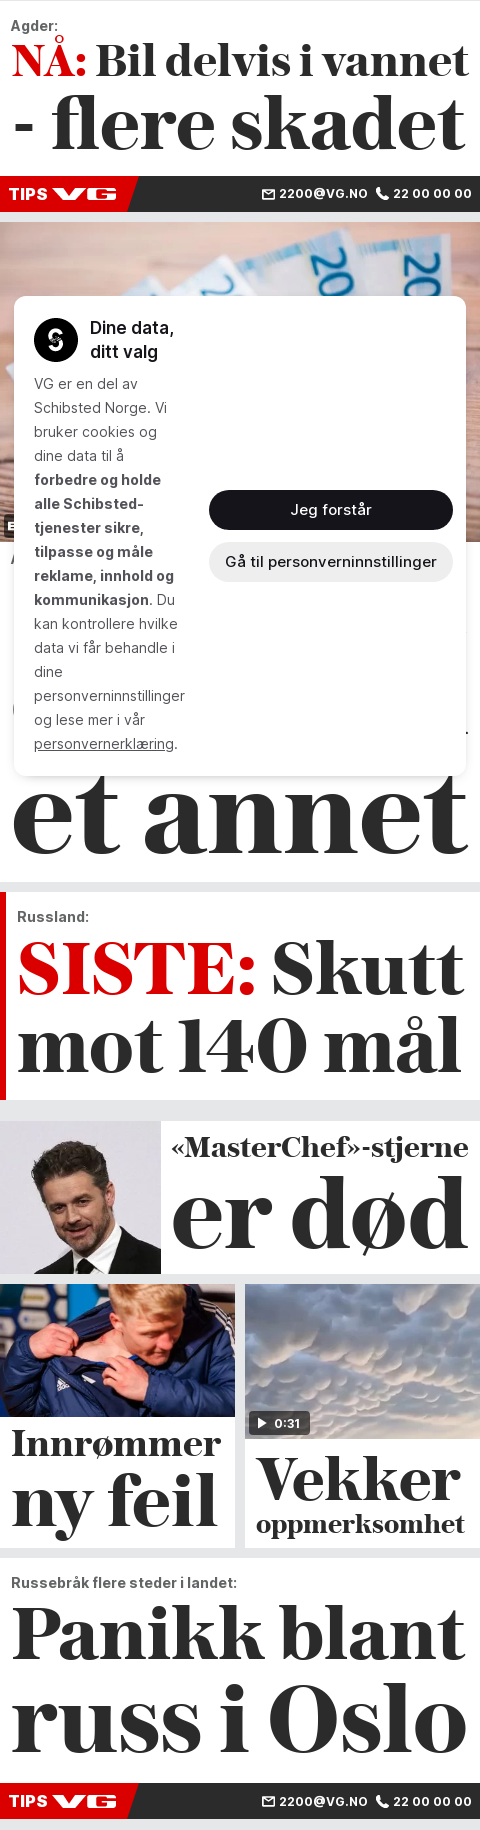 Agder:
NÅ: Bil delvis i vannet
- flere skadet
TIPS VG
2200@VG.NO 22 00 00 00
Dine data,
ditt valg
VG er en del av
Schibsted Norge. Vi
bruker cookies og
dine data til å
forbedre og holde
alle Schibsted-
tjenester sikre,
tilpasse og måle
reklame, innhold og
kommunikasjon. Du
kan kontrollere hvilke
data vi får behandle i
dine
personverninnstillinger
og lese mer i vår
personvernerklæring.
Jeg forstår
Gå til personverninnstillinger
et annet
Russland:
SISTE: Skutt
mot 140 mål
«MasterChef»-stjerne
er død
Innrømmer
ny feil
0:31
Vekker
oppmerksomhet
Russebråk flere steder i landet:
Panikk blant
russ i Oslo
TIPS VG
2200@VG.NO 22 00 00 00